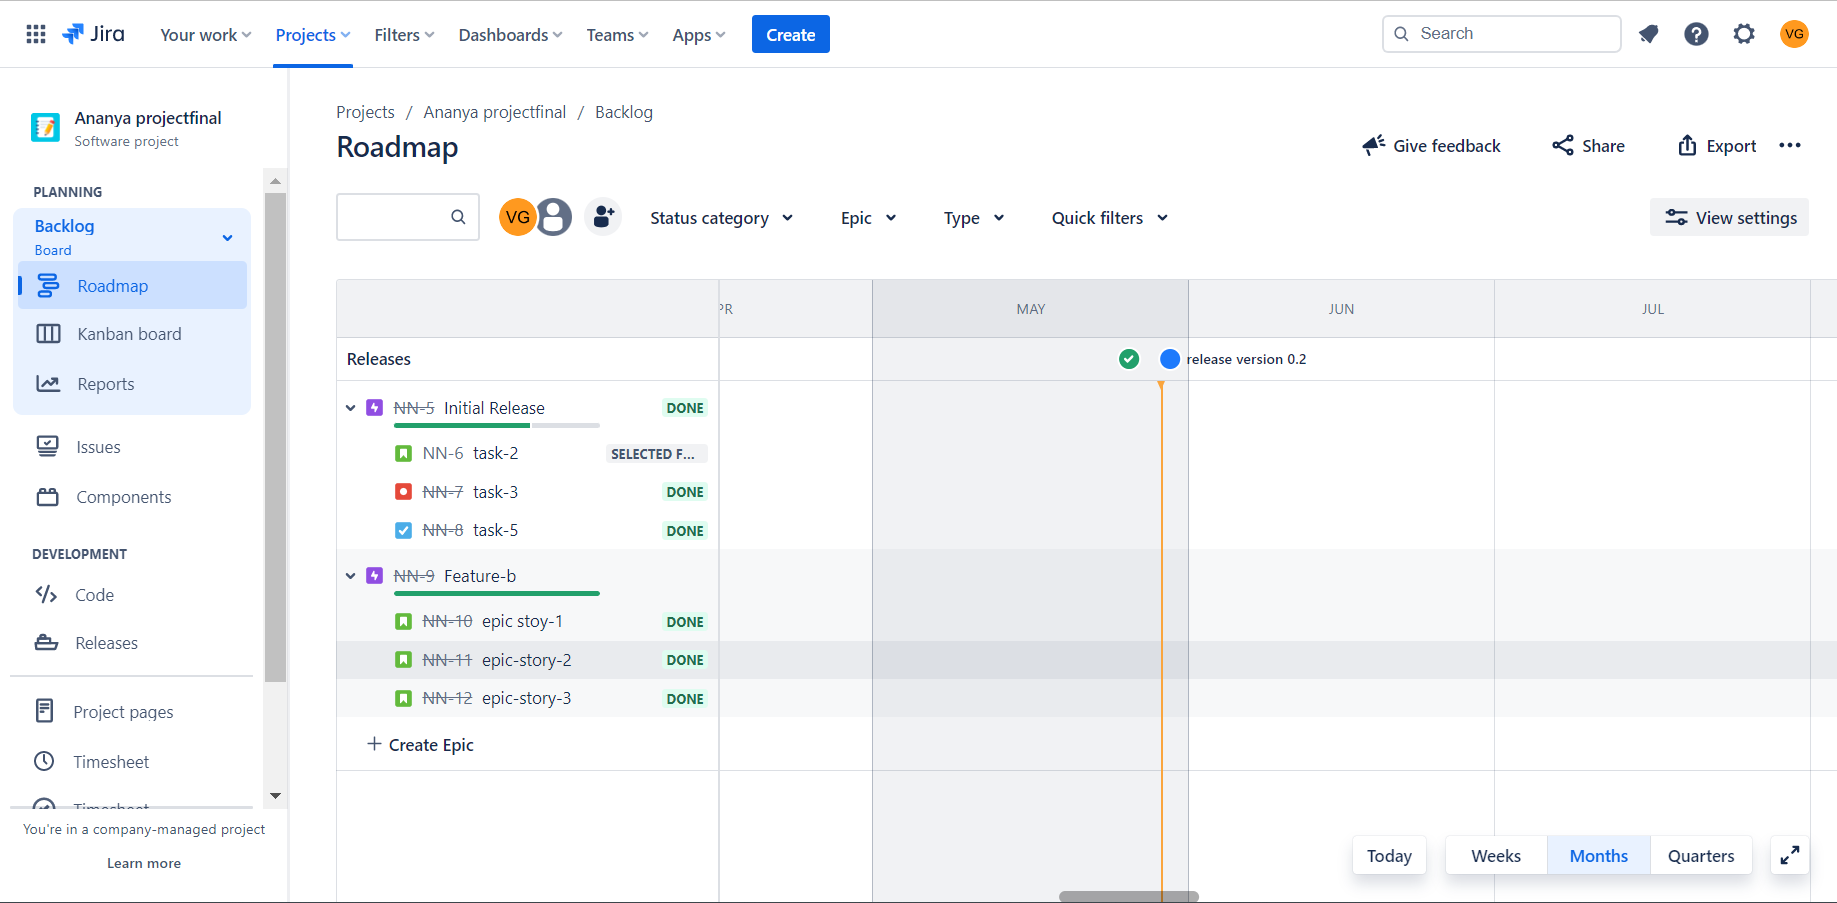 Jira Your work Projects Filters Dashboards Teams Apps Create Search VG
Ananya projectfinal
Software project
PLANNING
Backlog
Board
Roadmap
Kanban board
Reports
Issues
Components
DEVELOPMENT
Code
Releases
Project pages
Timesheet
Timesheet
You're in a company-managed project
Learn more
Projects / Ananya projectfinal / Backlog
Roadmap
Give feedback Share Export
VG Status category Epic Type Quick filters View settings
PR MAY JUN JUL
Releases release version 0.2
NN-5 Initial Release DONE
NN-6 task-2 SELECTED F...
NN-7 task-3 DONE
NN-8 task-5 DONE
NN-9 Feature-b
NN-10 epic stoy-1 DONE
NN-11 epic-story-2 DONE
NN-12 epic-story-3 DONE
+ Create Epic
Today Weeks Months Quarters